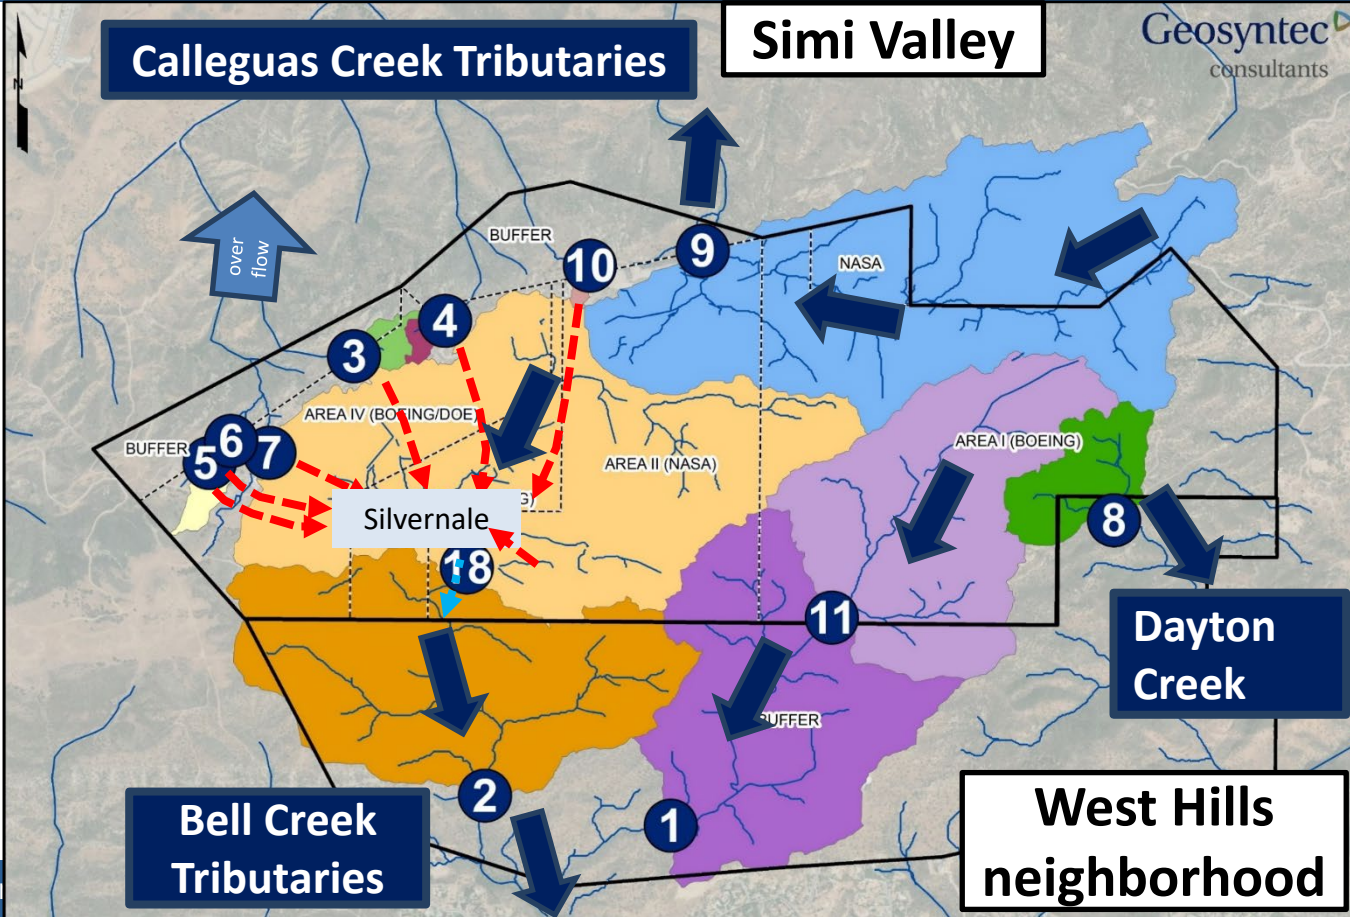 Calleguas Creek Tributaries
Simi Valley
Geosyntec
consultants
N
over
flow
BUFFER
10
9
NASA
3
4
AREA IV (BOEING/DOE)
BUFFER
5
6
7
AREA II (NASA)
AREA I (BOEING)
G)
Silvernale
8
18
11
Dayton
Creek
BUFFER
2
1
Bell Creek
Tributaries
West Hills
neighborhood